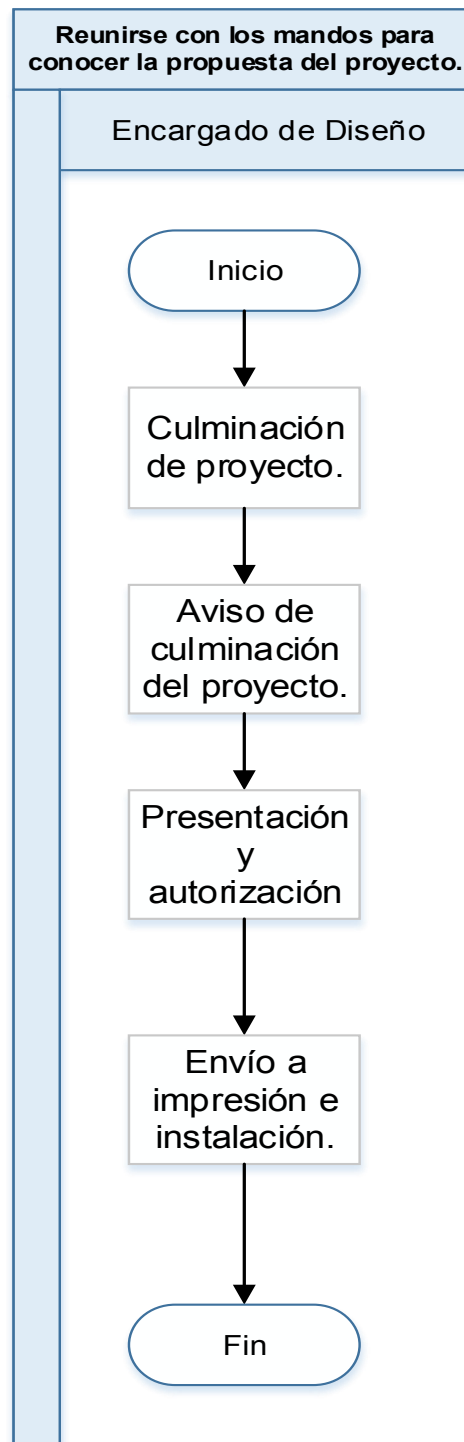 Reunirse con los mandos para
conocer la propuesta del proyecto.
Encargado de Diseño
Inicio
Culminación
de proyecto.
Aviso de
culminación
del proyecto.
Presentación
y
autorización
Envío a
impresión e
instalación.
Fin